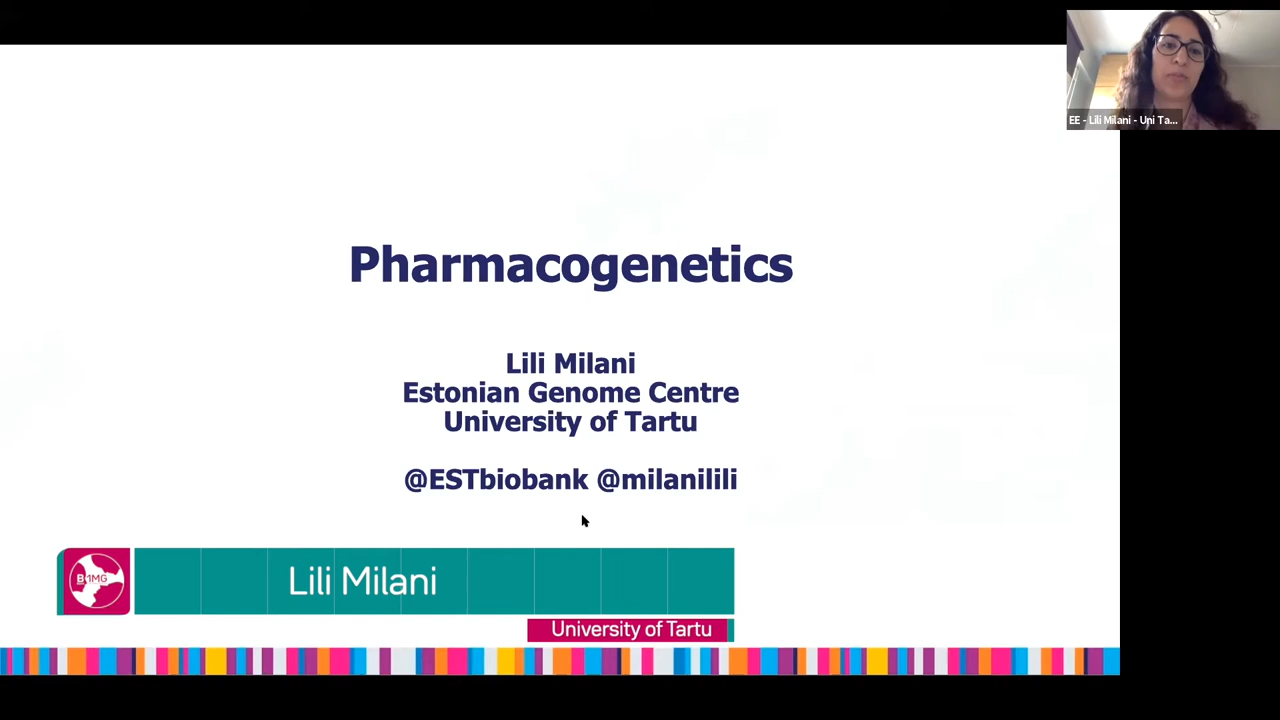 EE - Lili Milani - Uni Ta...
Pharmacogenetics
Lili Milani
Estonian Genome Centre
University of Tartu
@ESTbiobank @milanilili
B1MG
Lili Milani
University of Tartu